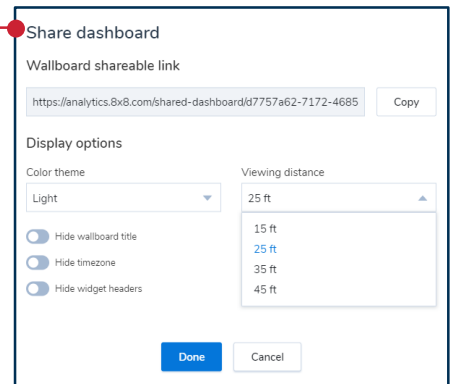 Share dashboard
Wallboard shareable link
https://analytics.8x8.com/shared-dashboard/d7757a62-7172-4685
Copy
Display options
Color theme
Viewing distance
Light
25 ft
15 ft
25 ft
35 ft
45 ft
Hide wallboard title
Hide timezone
Hide widget headers
Done
Cancel